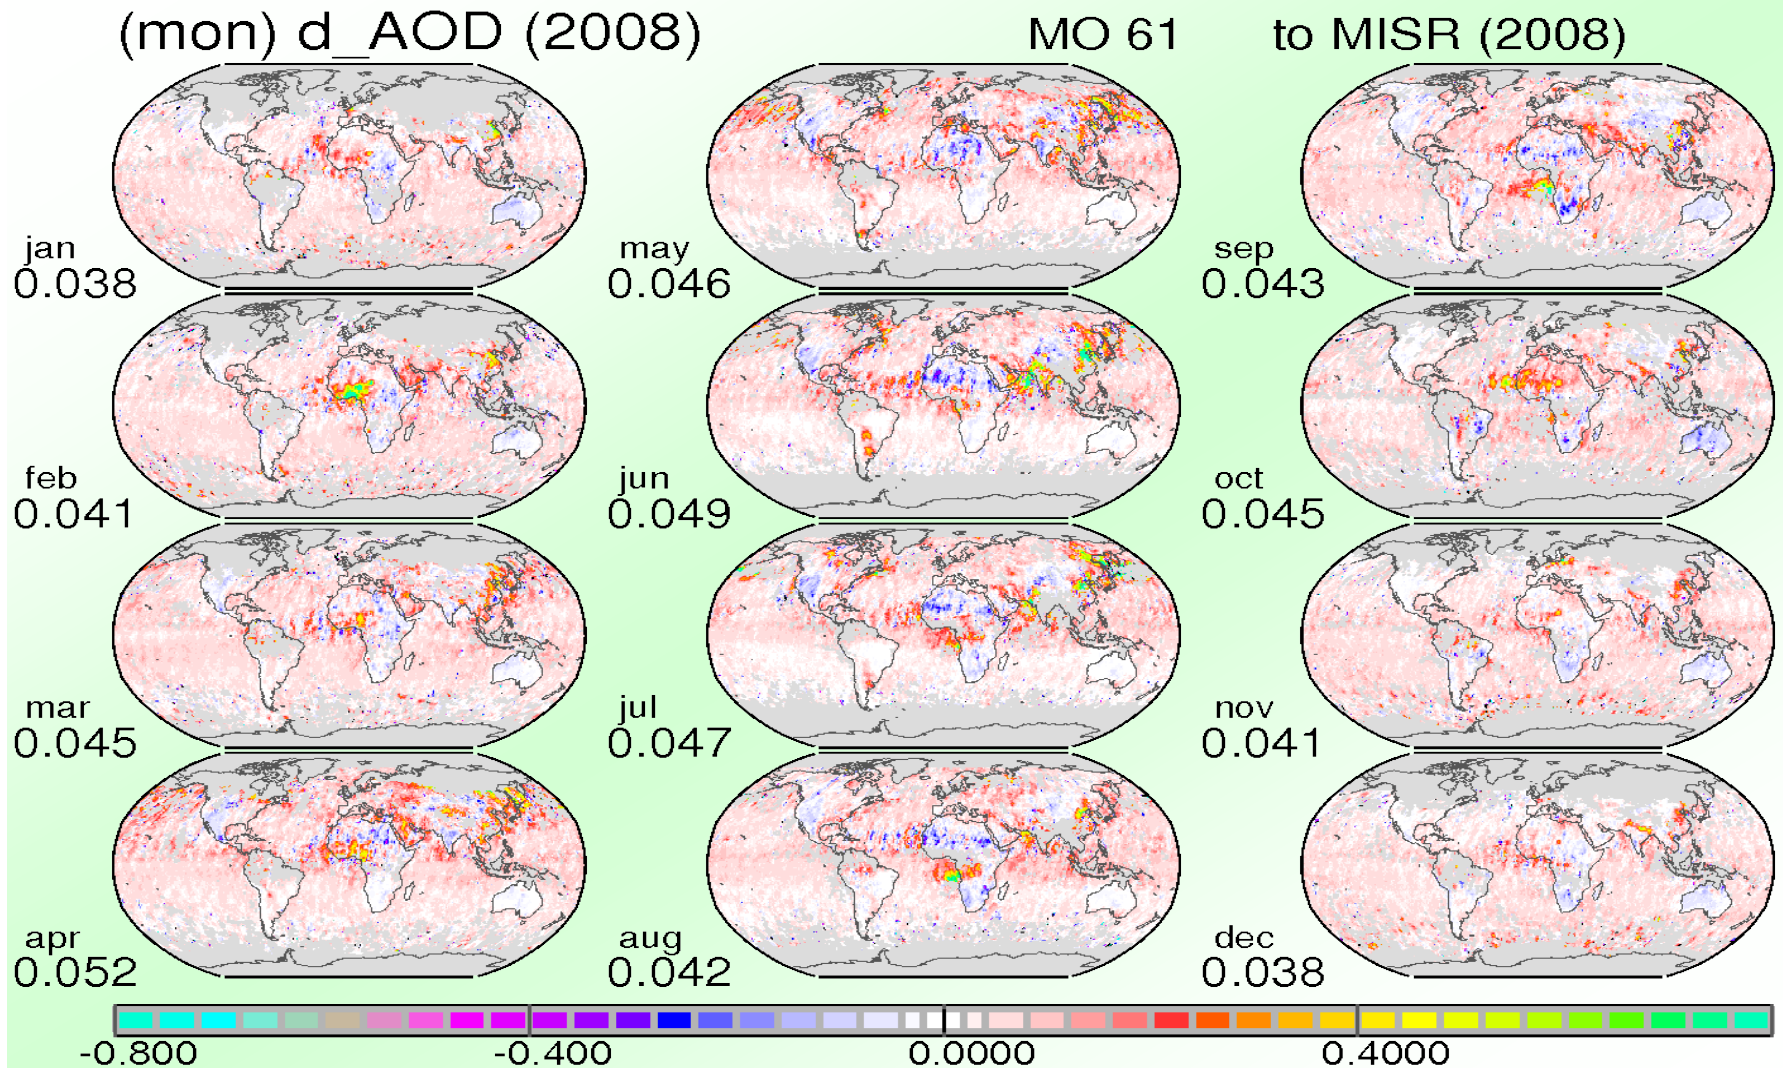 (mon) d_AOD (2008) MO 61 to MISR (2008)
jan
0.038
feb
0.041
mar
0.045
apr
0.052
may
0.046
jun
0.049
jul
0.047
aug
0.042
sep
0.043
oct
0.045
nov
0.041
dec
0.038
-0.800 -0.400 0.0000 0.4000